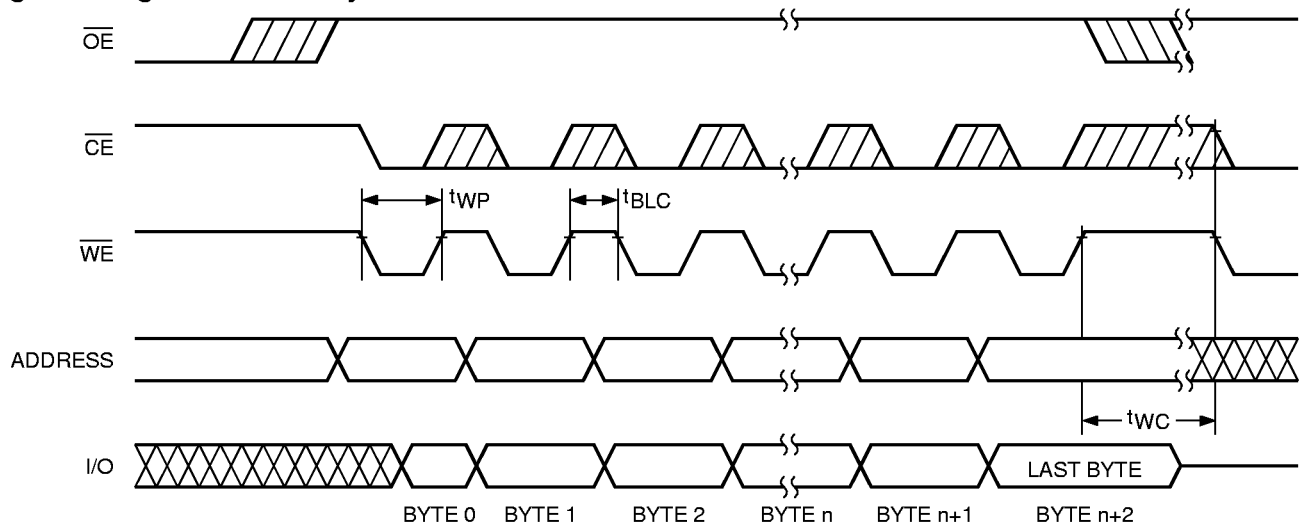 OE
CE
tWP
tBLC
WE
ADDRESS
tWC
I/O
LAST BYTE
BYTE 0 BYTE 1 BYTE 2 BYTE n BYTE n+1 BYTE n+2